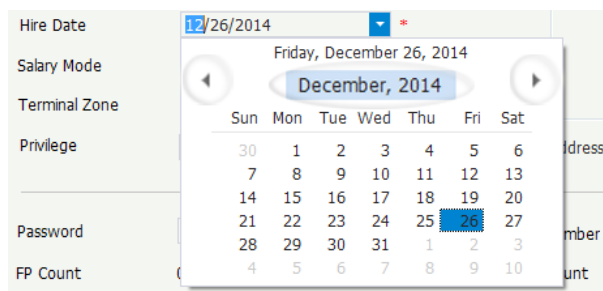 Hire Date 12/26/2014 *
Friday, December 26, 2014
Salary Mode
December, 2014
Terminal Zone
Sun Mon Tue Wed Thu Fri Sat
Privilege 30 1 2 3 4 5 6 ddress
7 8 9 10 11 12 13
14 15 16 17 18 19 20
21 22 23 24 25 26 27
Password mber
28 29 30 31 1 2 3
FP Count 4 5 6 7 8 9 10 unt